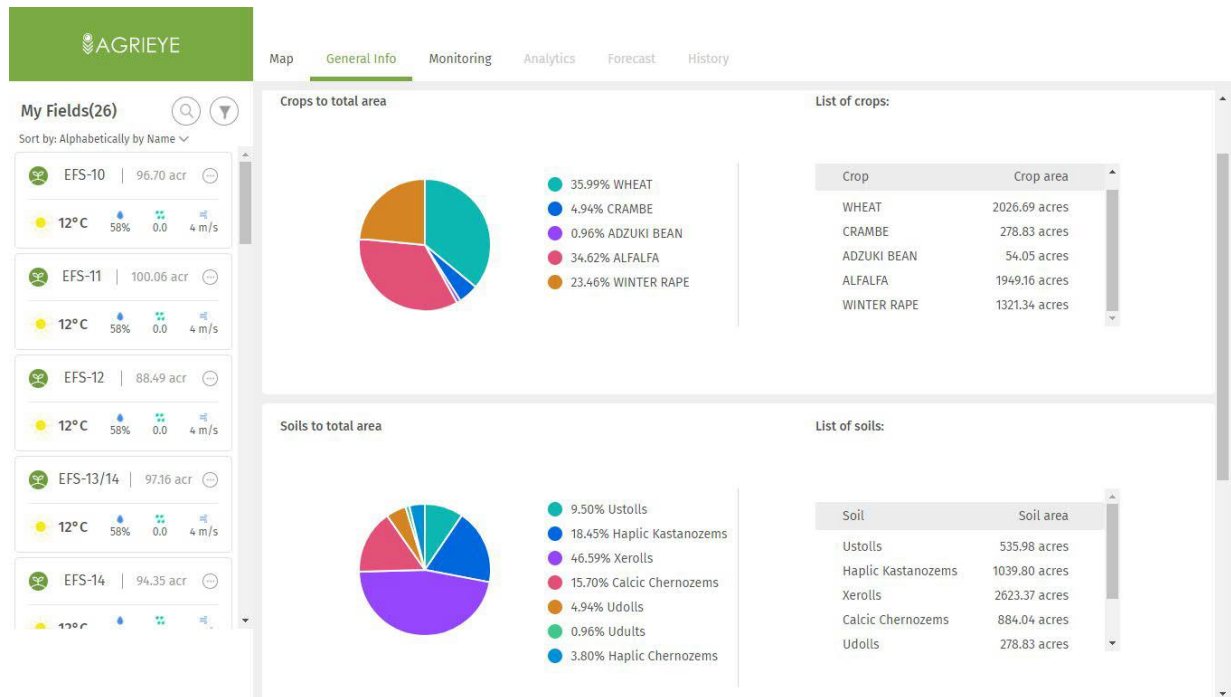 AGRIEYE
Map General Info Monitoring Analytics Forecast History
My Fields(26)
Sort by: Alphabetically by Name
EFS-10 | 96.70 acr
12°C 58% 0.0 4 m/s
EFS-11 | 100.06 acr
12°C 58% 0.0 4 m/s
EFS-12 | 88.49 acr
12°C 58% 0.0 4 m/s
EFS-13/14 | 97.16 acr
12°C 58% 0.0 4 m/s
EFS-14 | 94.35 acr
12°C
Crops to total area
35.99% WHEAT
4.94% CRAMBE
0.96% ADZUKI BEAN
34.62% ALFALFA
23.46% WINTER RAPE
List of crops:
Crop Crop area
WHEAT 2026.69 acres
CRAMBE 278.83 acres
ADZUKI BEAN 54.05 acres
ALFALFA 1949.16 acres
WINTER RAPE 1321.34 acres
Soils to total area
9.50% Ustolls
18.45% Haplic Kastanozems
46.59% Xerolls
15.70% Calcic Chernozems
4.94% Udolls
0.96% Udults
3.80% Haplic Chernozems
List of soils:
Soil Soil area
Ustolls 535.98 acres
Haplic Kastanozems 1039.80 acres
Xerolls 2623.37 acres
Calcic Chernozems 884.04 acres
Udolls 278.83 acres